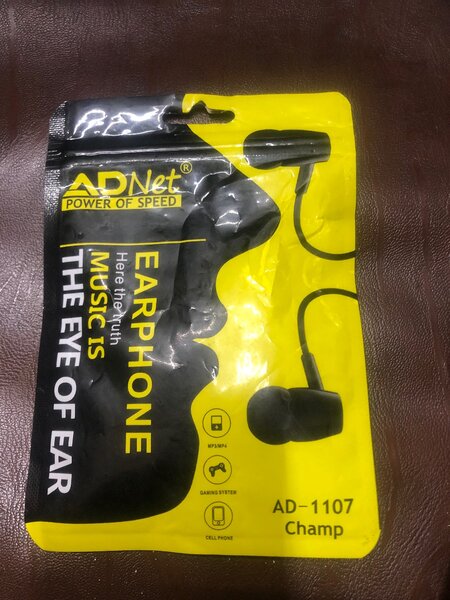 ADNet®
POWER OF SPEED
EARPHONE
Here the truth
MUSIC IS
THE EYE OF EAR
MP3/MP4
GAMING SYSTEM
CELL PHONE
AD-1107
Champ